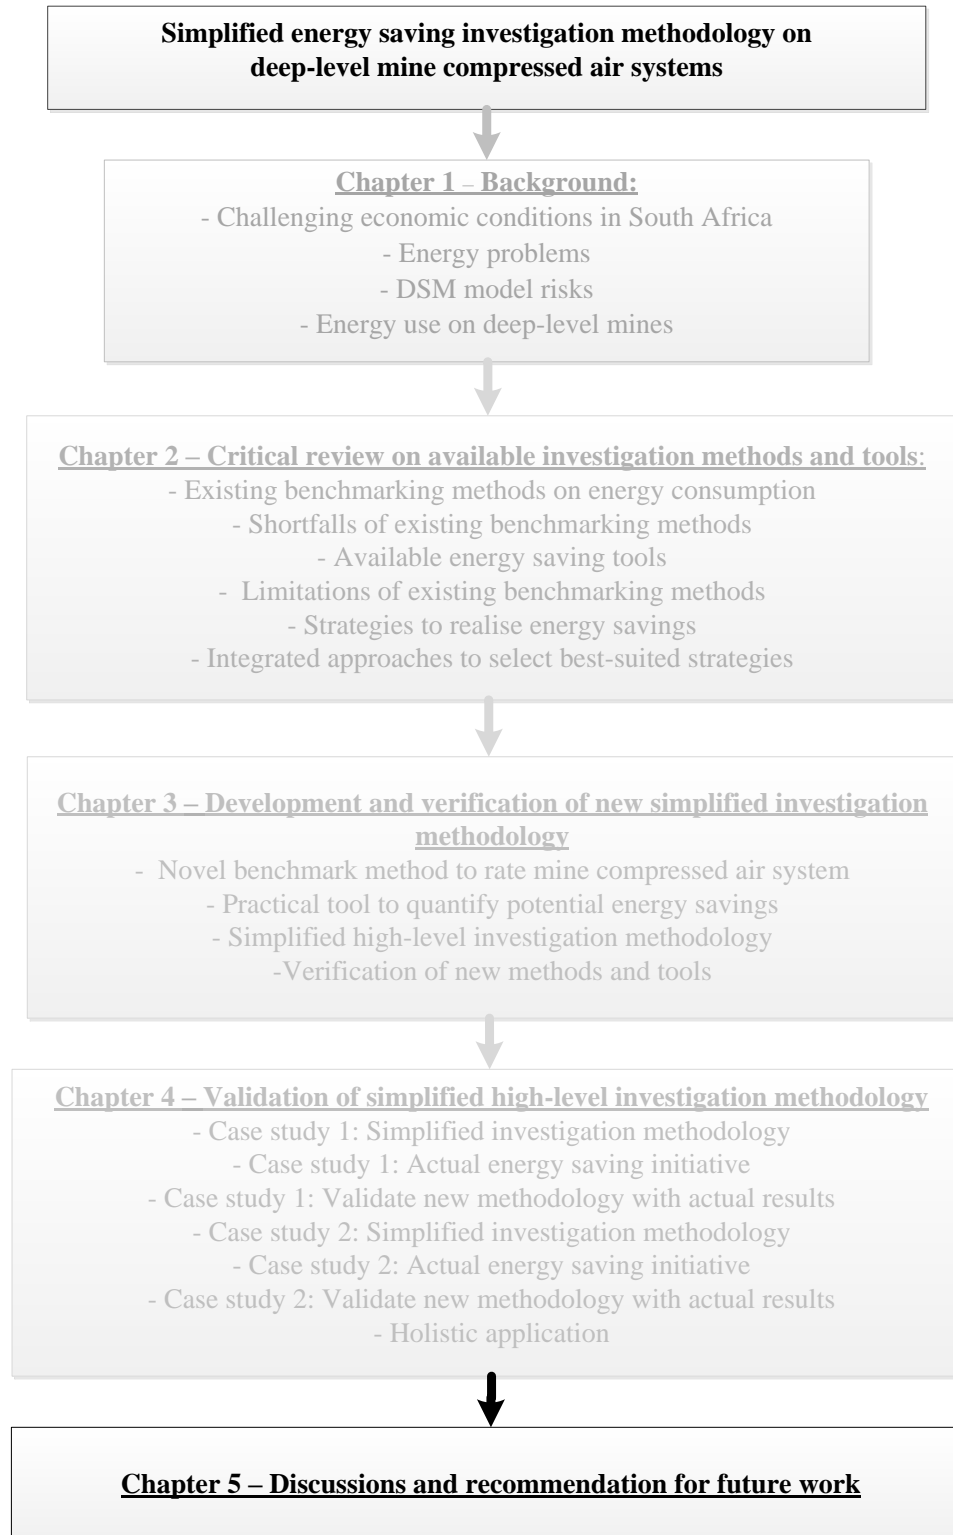 Simplified energy saving investigation methodology on
deep-level mine compressed air systems
Chapter 1 – Background:
- Challenging economic conditions in South Africa
- Energy problems
- DSM model risks
- Energy use on deep-level mines
Chapter 2 – Critical review on available investigation methods and tools:
- Existing benchmarking methods on energy consumption
- Shortfalls of existing benchmarking methods
- Available energy saving tools
- Limitations of existing benchmarking methods
- Strategies to realise energy savings
- Integrated approaches to select best-suited strategies
Chapter 3 – Development and verification of new simplified investigation
methodology
- Novel benchmark method to rate mine compressed air system
- Practical tool to quantify potential energy savings
- Simplified high-level investigation methodology
-Verification of new methods and tools
Chapter 4 – Validation of simplified high-level investigation methodology
- Case study 1: Simplified investigation methodology
- Case study 1: Actual energy saving initiative
- Case study 1: Validate new methodology with actual results
- Case study 2: Simplified investigation methodology
- Case study 2: Actual energy saving initiative
- Case study 2: Validate new methodology with actual results
- Holistic application
Chapter 5 – Discussions and recommendation for future work